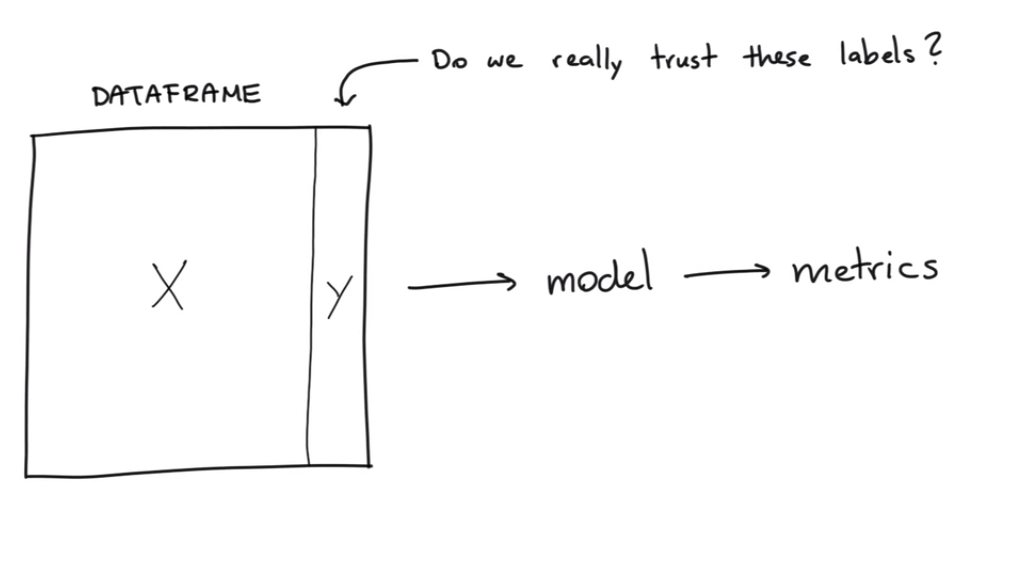 Do we really trust these labels?
DATAFRAME
X
y
model
metrics